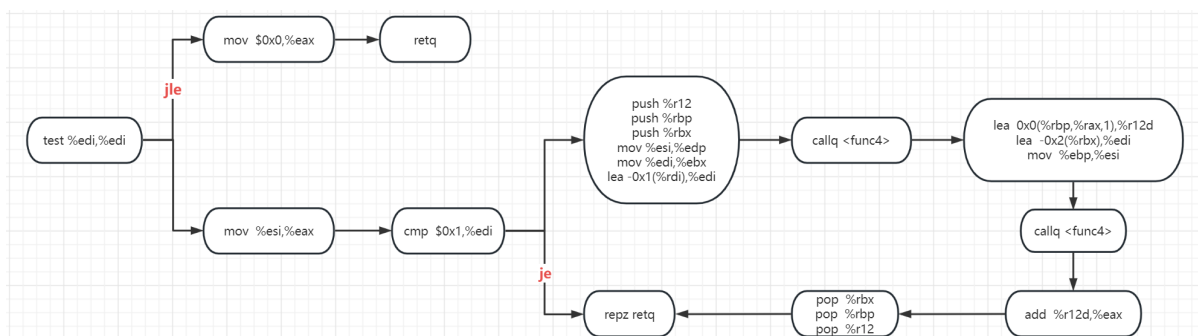 mov $0x0,%eax
retq
jle
test %edi,%edi
push %r12
push %rbp
push %rbx
mov %esi,%edp
mov %edi,%ebx
lea -0x1(%rdi),%edi
callq <func4>
lea 0x0(%rbp,%rax,1),%r12d
lea -0x2(%rbx),%edi
mov %ebp,%esi
mov %esi,%eax
cmp $0x1,%edi
callq <func4>
je
repz retq
pop %rbx
pop %rbp
pop %r12
add %r12d,%eax